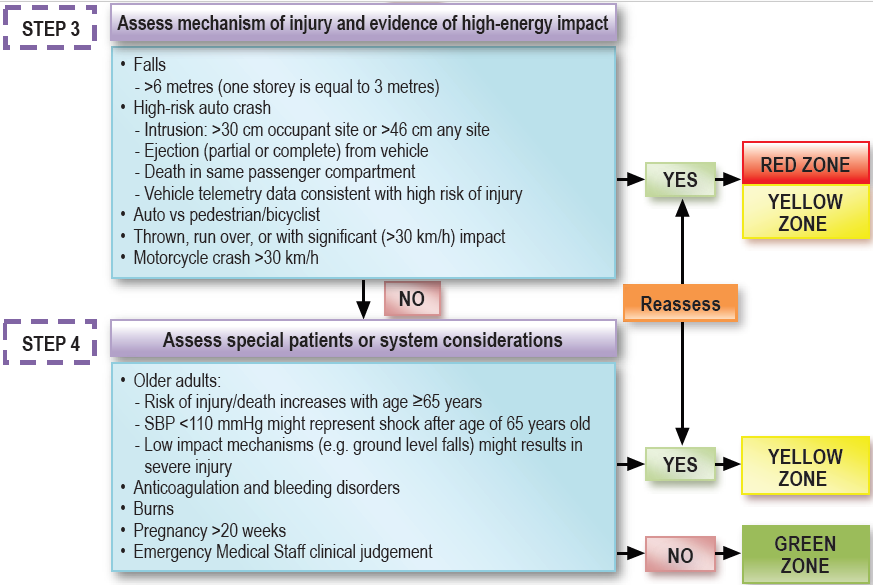 STEP 3
Assess mechanism of injury and evidence of high-energy impact
• Falls
- >6 metres (one storey is equal to 3 metres)
• High-risk auto crash
- Intrusion: >30 cm occupant site or >46 cm any site
- Ejection (partial or complete) from vehicle
- Death in same passenger compartment
- Vehicle telemetry data consistent with high risk of injury
• Auto vs pedestrian/bicyclist
• Thrown, run over, or with significant (>30 km/h) impact
• Motorcycle crash >30 km/h
YES
RED ZONE
YELLOW
ZONE
NO
Reassess
STEP 4
Assess special patients or system considerations
• Older adults:
- Risk of injury/death increases with age ≥65 years
- SBP <110 mmHg might represent shock after age of 65 years old
- Low impact mechanisms (e.g. ground level falls) might results in
severe injury
• Anticoagulation and bleeding disorders
• Burns
• Pregnancy >20 weeks
• Emergency Medical Staff clinical judgement
YES
YELLOW
ZONE
NO
GREEN
ZONE